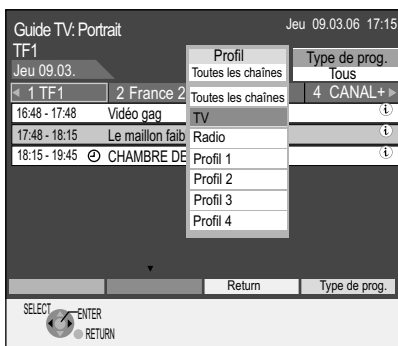 Guide TV: Portrait
Jeu 09.03.06 17:15
TF1
Jeu 09.03.
Profil
Toutes les chaînes
Type de prog.
Tous
1 TF1
2 France 2
4 CANAL+
Toutes les chaînes
TV
Radio
Profil 1
Profil 2
Profil 3
Profil 4
16:48 - 17:48 Vidéo gag
17:48 - 18:15 Le maillon faib
18:15 - 19:45 CHAMBRE DE
Return
Type de prog.
SELECT
ENTER
RETURN